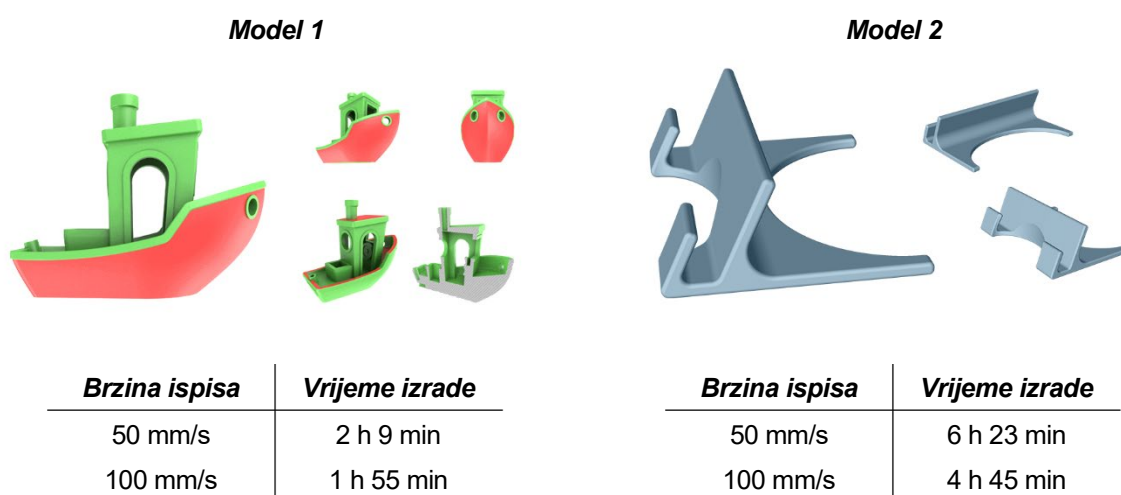 Model 1
Model 2
Brzina ispisa Vrijeme izrade
50 mm/s 2 h 9 min
100 mm/s 1 h 55 min
Brzina ispisa Vrijeme izrade
50 mm/s 6 h 23 min
100 mm/s 4 h 45 min